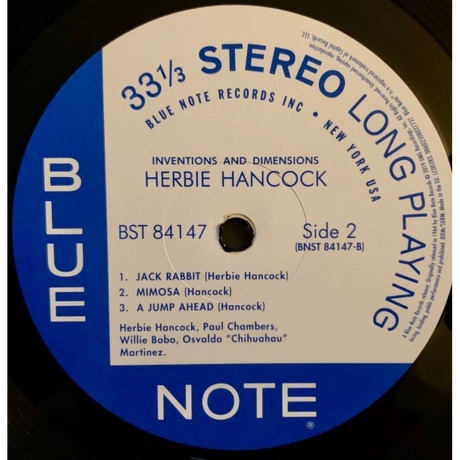 33⅓ STEREO LONG PLAYING
BLUE NOTE RECORDS INC • NEW YORK USA
INVENTIONS AND DIMENSIONS
HERBIE HANCOCK
BST 84147
Side 2
(BNST 84147-B)
1. JACK RABBIT (Herbie Hancock)
2. MIMOSA (Hancock)
3. A JUMP AHEAD (Hancock)
Herbie Hancock, Paul Chambers,
Willie Bobo, Osvaldo "Chihuahau"
Martinez.
BLUE
NOTE
®